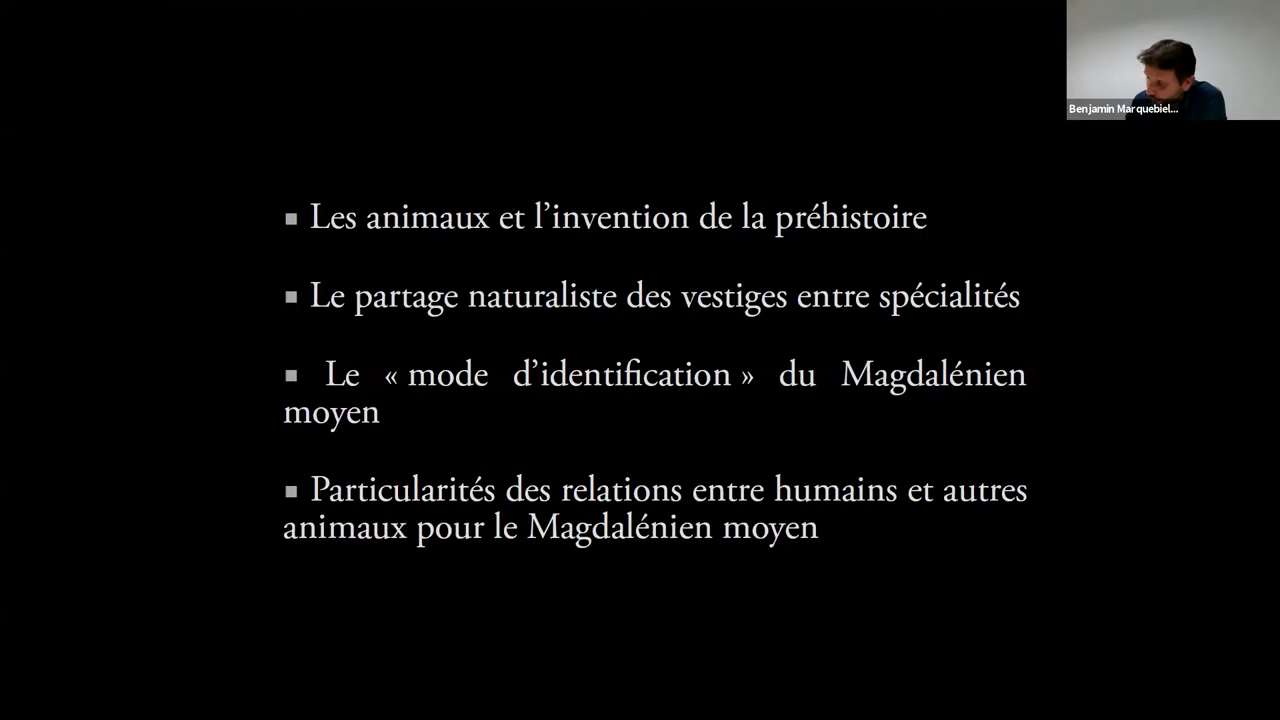 Benjamin Marquebiel...
▪ Les animaux et l’invention de la préhistoire
▪ Le partage naturaliste des vestiges entre spécialités
▪ Le « mode d’identification » du Magdalénien
moyen
▪ Particularités des relations entre humains et autres
animaux pour le Magdalénien moyen